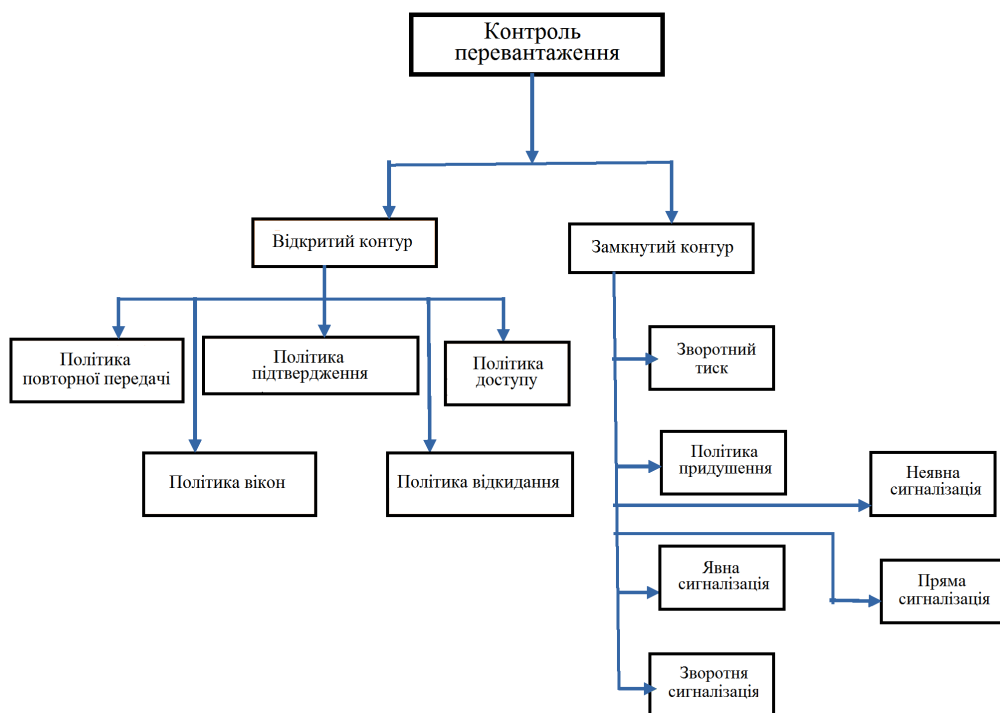 Контроль
перевантаження
Відкритий контур
Замкнутий контур
Політика
повторної передачі
Політика
підтвердження
Політика
доступу
Політика вікон
Політика відкидання
Зворотний
тиск
Політика
придушення
Неявна
сигналізація
Явна
сигналізація
Пряма
сигналізація
Зворотня
сигналізація